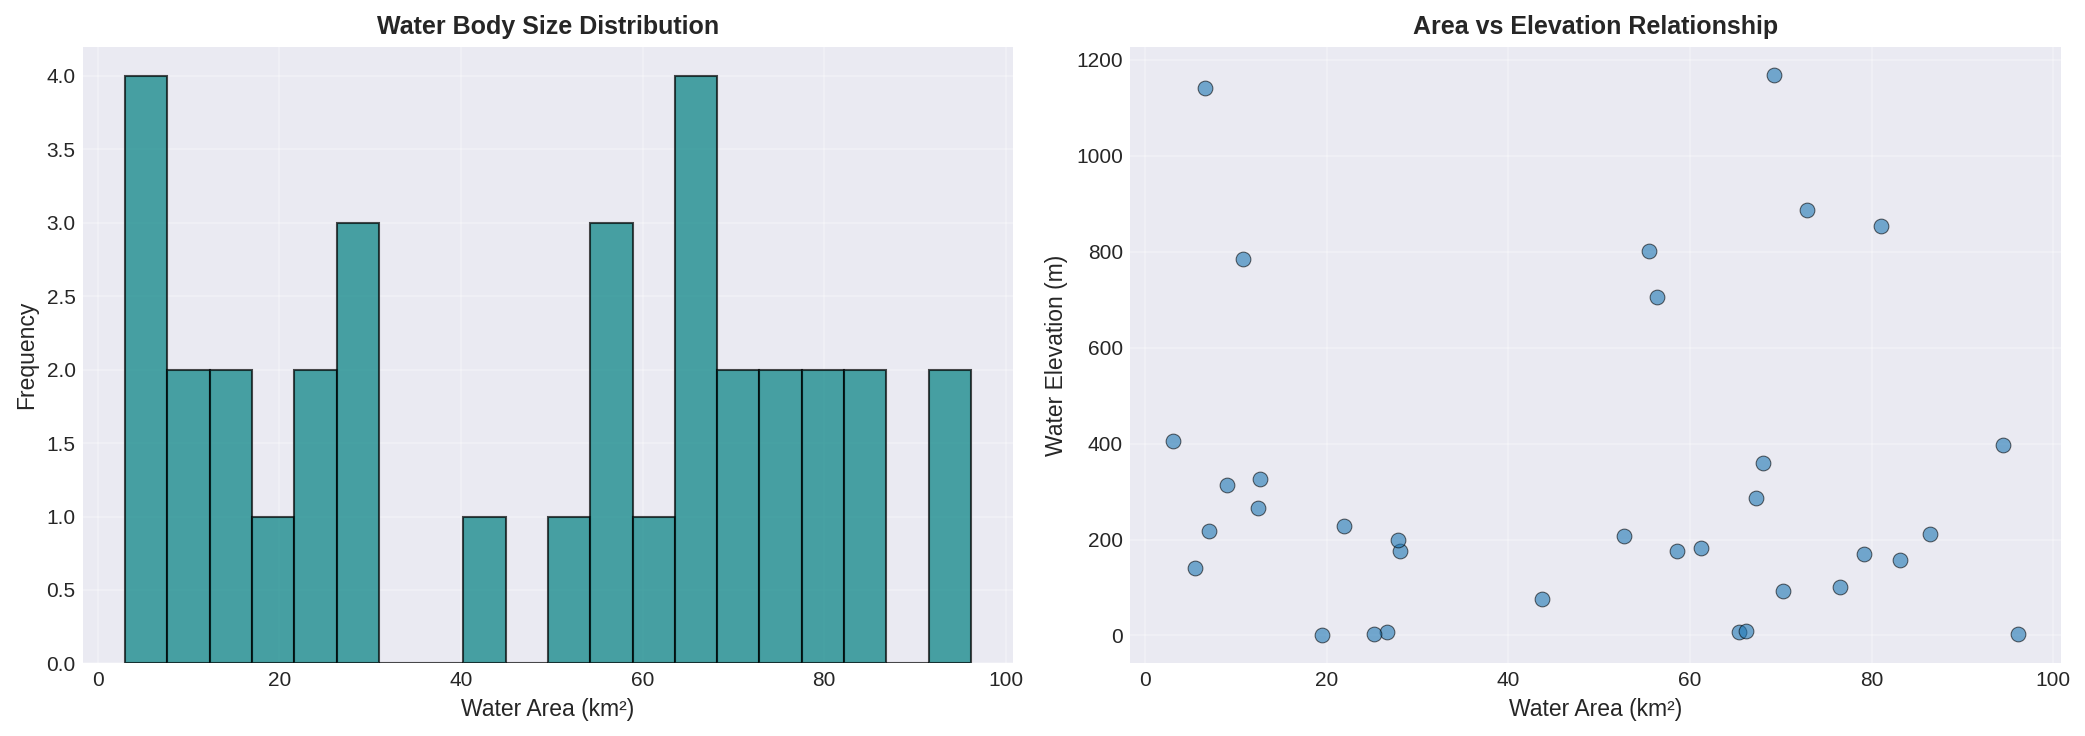 Water Body Size Distribution
4.0
3.5
3.0
2.5
2.0
1.5
1.0
0.5
0.0
Frequency
0 20 40 60 80 100
Water Area (km²)
Area vs Elevation Relationship
1200
1000
800
600
400
200
0
Water Elevation (m)
0 20 40 60 80 100
Water Area (km²)